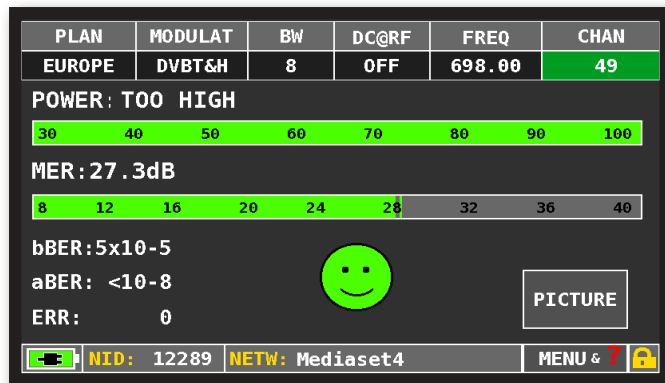 PLAN MODULAT BW DC@RF FREQ CHAN
EUROPE DVBT&H 8 OFF 698.00 49
POWER: TOO HIGH
30 40 50 60 70 80 90 100
MER:27.3dB
8 12 16 20 24 28 32 36 40
bBER:5x10-5
aBER: <10-8
ERR: 0
PICTURE
NID: 12289 NETW: Mediaset4 MENU & ?